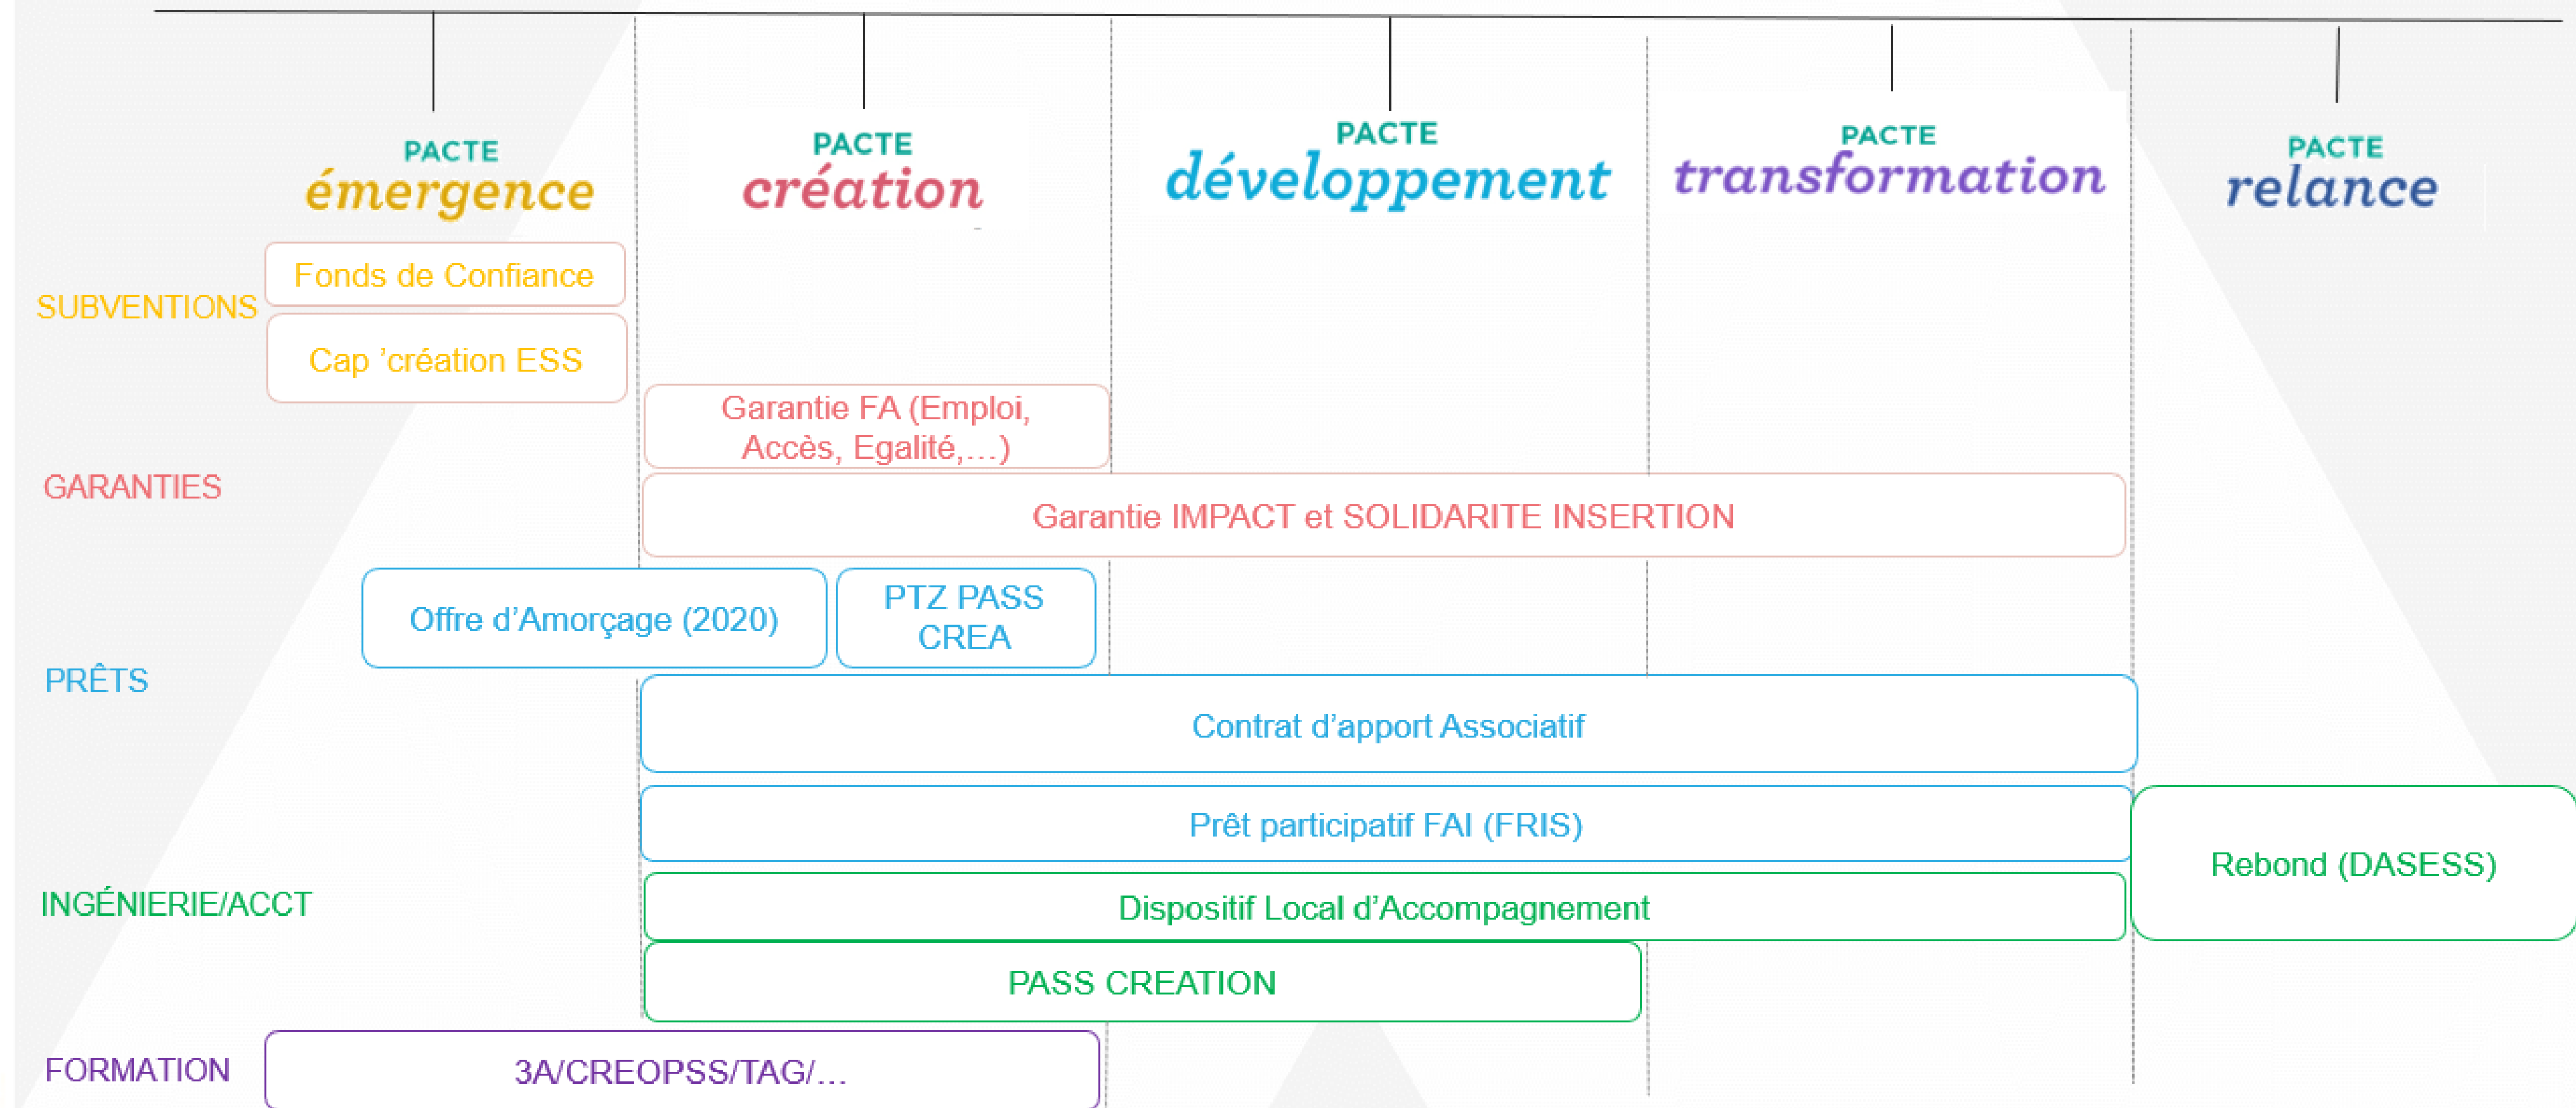 PACTE
émergence
PACTE
création
PACTE
développement
PACTE
transformation
PACTE
relance
SUBVENTIONS
Fonds de Confiance
Cap ’création ESS
GARANTIES
Garantie FA (Emploi,
Accès, Egalité,…)
Garantie IMPACT et SOLIDARITE INSERTION
PRÊTS
Offre d’Amorçage (2020)
PTZ PASS
CREA
Contrat d’apport Associatif
Prêt participatif FAI (FRIS)
INGÉNIERIE/ACCT
Dispositif Local d’Accompagnement
Rebond (DASESS)
PASS CREATION
FORMATION
3A/CREOPSS/TAG/…